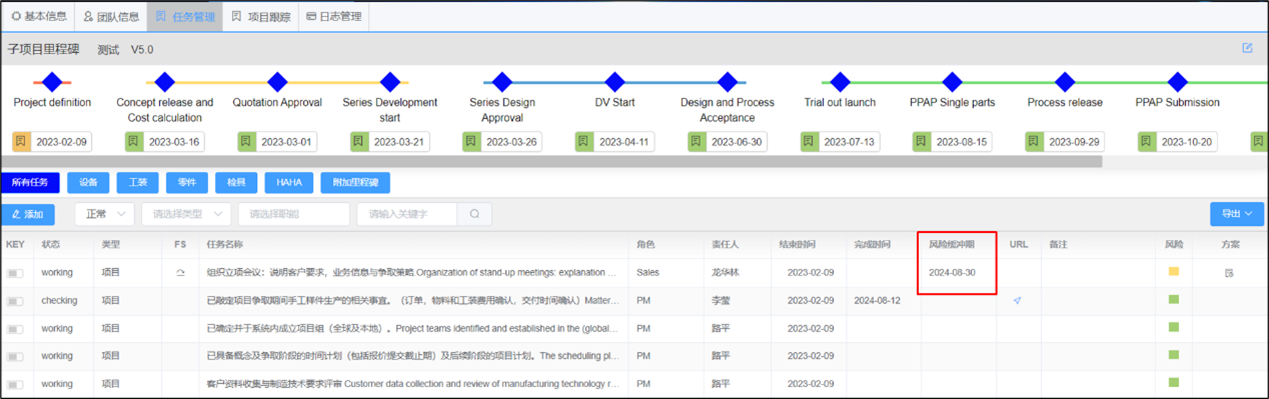 基本信息 团队信息 任务管理 项目跟踪 日志管理
子项目里程碑 测试 V5.0
Project definition
Concept release and Cost calculation
Quotation Approval
Series Development start
Series Design Approval
DV Start
Design and Process Acceptance
Trial out launch
PPAP Single parts
Process release
PPAP Submission
2023-02-09 2023-03-16 2023-03-01 2023-03-21 2023-03-26 2023-04-11 2023-06-30 2023-07-13 2023-08-15 2023-09-29 2023-10-20
所有任务 设备 工装 零件 检具 HAHA 附加里程碑
添加 正常 请选择类型 请选择职能 请输入关键字 导出
KEY 状态 类型 FS 任务名称 角色 责任人 结束时间 完成时间 风险缓冲期 URL 备注 风险 方案
working 项目 组织立项会议：说明客户要求，业务信息与争取策略 Organization of stand-up meetings: explanation ... Sales 龙华林 2023-02-09 2024-08-30
checking 项目 已敲定项目争取期间手工样件生产的相关事宜。（订单，物料和工装费用确认，交付时间确认）Matter... PM 李莹 2023-02-09 2024-08-12
working 项目 已确定并于系统内成立项目组（全球及本地）。Project teams identified and established in the (global... PM 路平 2023-02-09
working 项目 已具备概念及争取阶段的时间计划（包括报价提交截止期）及后续阶段的项目计划。The scheduling pl... PM 路平 2023-02-09
working 项目 客户资料收集与制造技术要求评审 Customer data collection and review of manufacturing technology r... PM 路平 2023-02-09